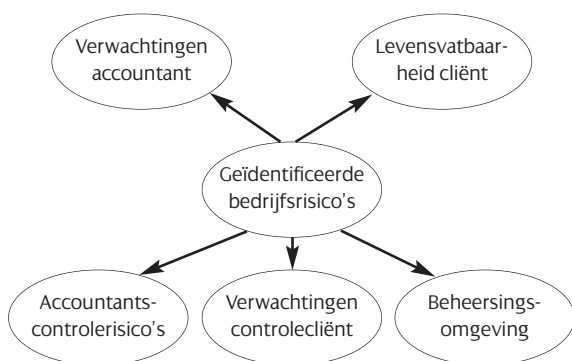 Verwachtingen
accountant
Levensvatbaar-
heid cliënt
Geïdentificeerde
bedrijfsrisico's
Accountants-
controlerisico's
Verwachtingen
controlecliënt
Beheersings-
omgeving